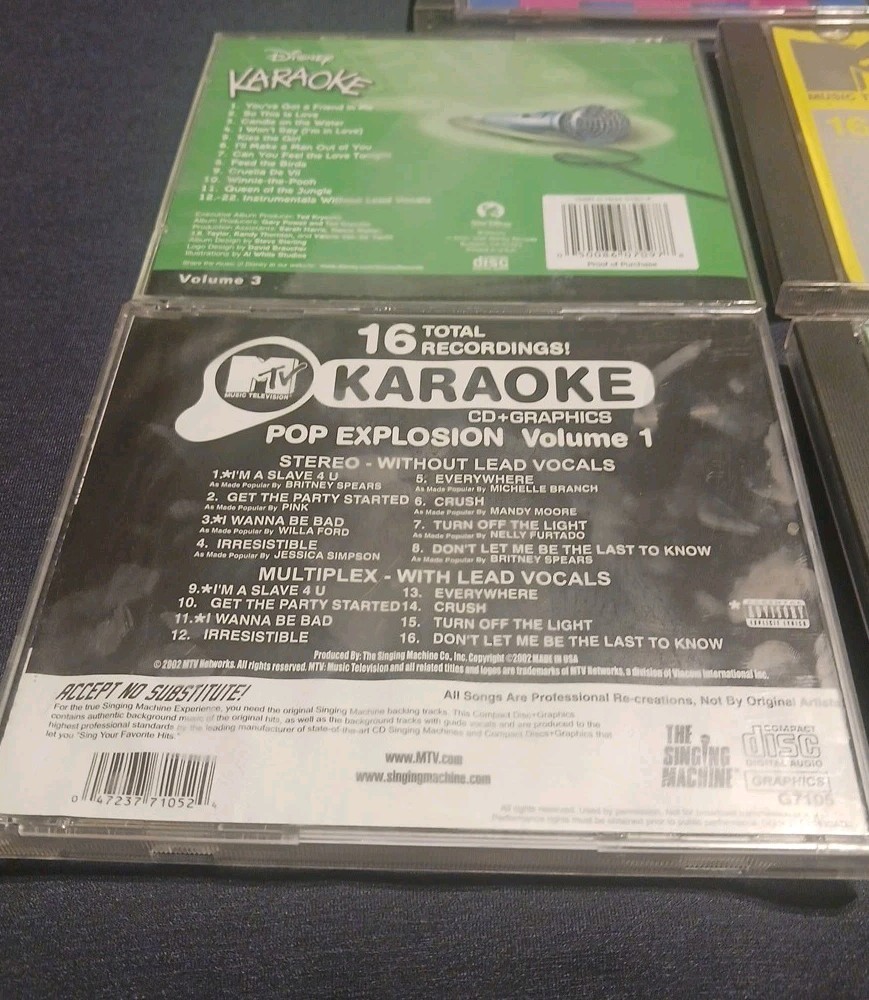 Disney
KARAOKE
1. You've Got a Friend in Me
2. So This is Love
3. Candle on the Water
4. I Won't Say (I'm in Love)
5. Kiss the Girl
6. I'll Make a Man Out of You
7. Can You Feel the Love Tonight
8. Feed the Birds
9. Cruella De Vil
10. Winnie-the-Pooh
11. Queen of the Jungle
12.-22. Instrumentals Without Lead Vocals
Album Design by Steve Sterling
Illustrations by Al White Studios
disc
Proof of Purchase
Volume 3
MUSIC T
16
16 TOTAL
RECORDINGS!
MTV
MUSIC TELEVISION
KARAOKE
CD+GRAPHICS
POP EXPLOSION Volume 1
STEREO - WITHOUT LEAD VOCALS
1.*I'M A SLAVE 4 U
As Made Popular By BRITNEY SPEARS
2. GET THE PARTY STARTED
As Made Popular By PINK
3.*I WANNA BE BAD
As Made Popular By WILLA FORD
4. IRRESISTIBLE
As Made Popular By JESSICA SIMPSON
5. EVERYWHERE
As Made Popular By MICHELLE BRANCH
6. CRUSH
As Made Popular By MANDY MOORE
7. TURN OFF THE LIGHT
As Made Popular By NELLY FURTADO
8. DON'T LET ME BE THE LAST TO KNOW
As Made Popular By BRITNEY SPEARS
MULTIPLEX - WITH LEAD VOCALS
9.*I'M A SLAVE 4 U
10. GET THE PARTY STARTED
11.*I WANNA BE BAD
12. IRRESISTIBLE
13. EVERYWHERE
14. CRUSH
15. TURN OFF THE LIGHT
16. DON'T LET ME BE THE LAST TO KNOW
* ADVISORY
EXPLICIT LYRICS
Produced By: The Singing Machine Co., Inc. Copyright ©2002 MADE IN USA
© 2002 MTV Networks. All rights reserved. MTV: Music Television and all related titles and logos are trademarks of MTV Networks, a division of Viacom International Inc.
ACCEPT NO SUBSTITUTE!
For the true Singing Machine Experience, you need the original Singing Machine backing tracks. This Compact Disc+Graphics
contains authentic background music of the original hits, as well as the background tracks with guide vocals and are produced to the
highest professional standards by the leading manufacturer of state-of-the-art CD Singing Machines and Compact Discs+Graphics that
let you "Sing Your Favorite Hits."
All Songs Are Professional Re-creations, Not By Original Artists
www.MTV.com
www.singingmachine.com
THE
SINGING
MACHINE
COMPACT
disc
DIGITAL AUDIO
GRAPHICS
G7105
0 47237 71052 4